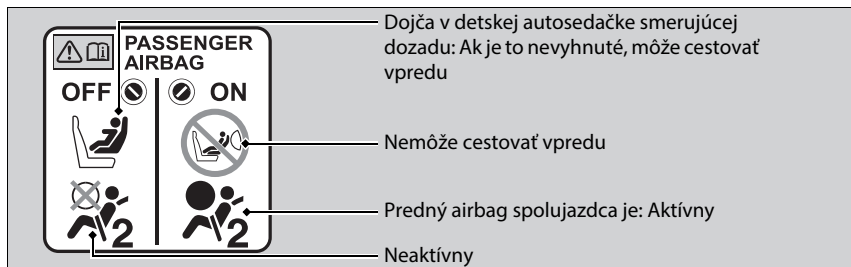 PASSENGER
AIRBAG
OFF ON
2 2
Dojča v detskej autosedačke smerujúcej
dozadu: Ak je to nevyhnuté, môže cestovať
vpredu
Nemôže cestovať vpredu
Predný airbag spolujazdca je: Aktívny
Neaktívny